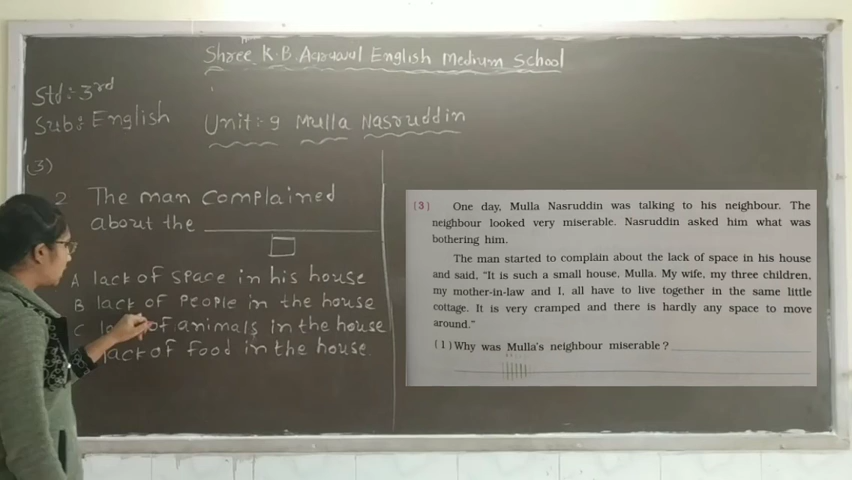 Shree K.B. Agrawal English Medium School
Std:- 3rd
Sub: English
Unit:- 9 Mulla Nasruddin
(3)
2 The man complained
about the ____________
A lack of space in his house
B lack of people in the house
C of animals in the house
lack of food in the house
(3) One day, Mulla Nasruddin was talking to his neighbour. The
neighbour looked very miserable. Nasruddin asked him what was
bothering him.
The man started to complain about the lack of space in his house
and said, "It is such a small house, Mulla. My wife, my three children,
my mother-in-law and I, all have to live together in the same little
cottage. It is very cramped and there is hardly any space to move
around."
(1) Why was Mulla's neighbour miserable ? ____________